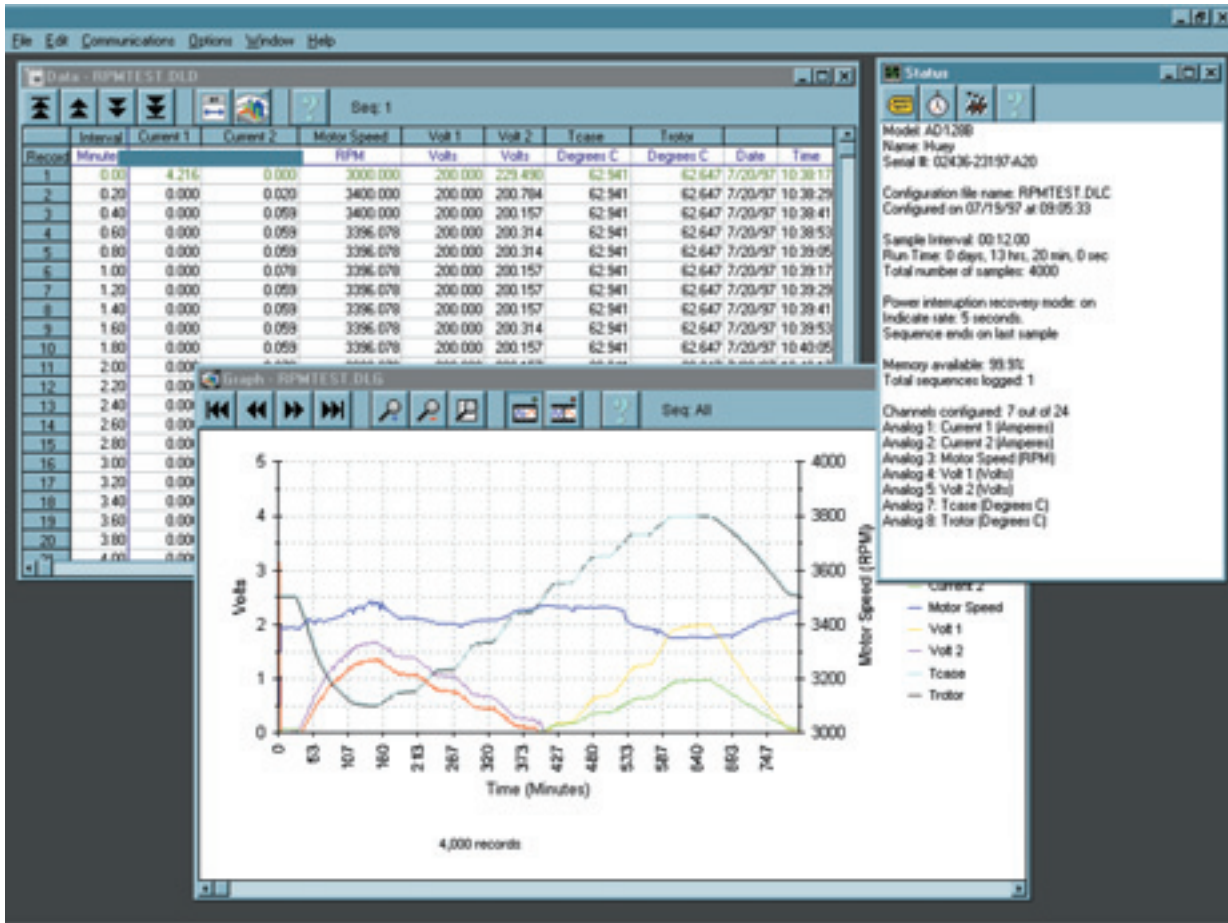 File Edit Communications Options Window Help
Data - RPMTEST.DLD
Seq: 1
Interval Current 1 Current 2 Motor Speed Volt 1 Volt 2 Tcase Trotor
Record Minute RPM Volts Volts Degrees C Degrees C Date Time
1 0.00 4.216 0.000 3000.000 200.000 229.490 62.941 62.647 7/20/97 10:38:17
2 0.20 0.000 0.020 3400.000 200.000 200.784 62.941 62.647 7/20/97 10:38:29
3 0.40 0.000 0.059 3400.000 200.000 200.157 62.941 62.647 7/20/97 10:38:41
4 0.60 0.000 0.059 3396.078 200.000 200.314 62.941 62.647 7/20/97 10:38:53
5 0.80 0.000 0.059 3396.078 200.000 200.314 62.941 62.647 7/20/97 10:39:05
6 1.00 0.000 0.078 3396.078 200.000 200.157 62.941 62.647 7/20/97 10:39:17
7 1.20 0.000 0.059 3396.078 200.000 200.157 62.941 62.647 7/20/97 10:39:29
8 1.40 0.000 0.059 3396.078 200.000 200.157 62.941 62.647 7/20/97 10:39:41
9 1.60 0.000 0.059 3396.078 200.000 200.314 62.941 62.647 7/20/97 10:39:53
10 1.80 0.000 0.059 3396.078 200.000 200.157 62.941 62.647 7/20/97 10:40:05
11 2.00
12 2.20
13 2.40
14 2.60
15 2.80
16 3.00
17 3.20
18 3.40
19 3.60
20 3.80
4.00
Graph - RPMTEST.DLG
Seq: All
Volts
5
4
3
2
1
0
4000
3800
3600
3400
3200
3000
Motor Speed (RPM)
0 53 107 160 213 267 320 373 427 480 533 587 640 693 747
Time (Minutes)
4,000 records
Current 2
Motor Speed
Volt 1
Volt 2
Tcase
Trotor
Status
Model: AD128B
Name: Huey
Serial #: 02436-23197-A20
Configuration file name: RPMTEST.DLC
Configured on 07/19/97 at 09:05:33
Sample Interval: 00:12.00
Run Time: 0 days, 13 hrs, 20 min, 0 sec
Total number of samples: 4000
Power interruption recovery mode: on
Indicate rate: 5 seconds.
Sequence ends on last sample
Memory available: 99.9%
Total sequences logged: 1
Channels configured: 7 out of 24
Analog 1: Current 1 (Amperes)
Analog 2: Current 2 (Amperes)
Analog 3: Motor Speed (RPM)
Analog 4: Volt 1 (Volts)
Analog 5: Volt 2 (Volts)
Analog 7: Tcase (Degrees C)
Analog 8: Trotor (Degrees C)